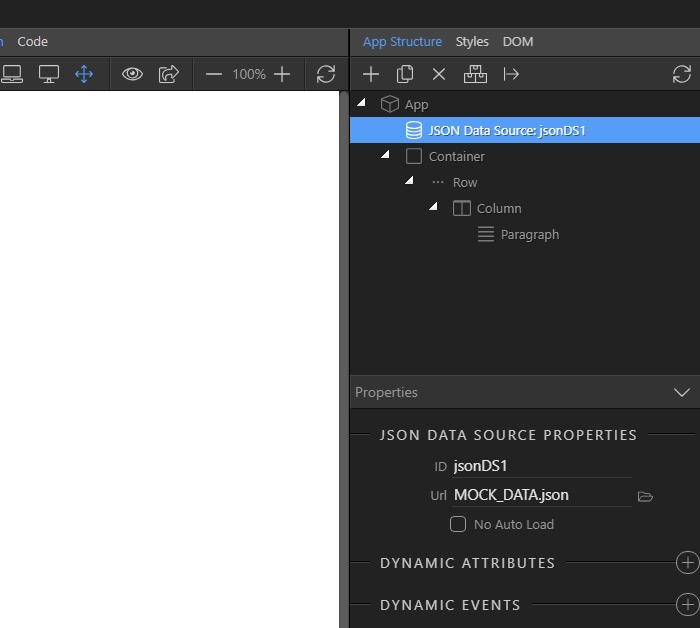 Code
App Structure Styles DOM
100%
App
JSON Data Source: jsonDS1
Container
Row
Column
Paragraph
Properties
JSON DATA SOURCE PROPERTIES
ID jsonDS1
Url MOCK_DATA.json
No Auto Load
DYNAMIC ATTRIBUTES
DYNAMIC EVENTS